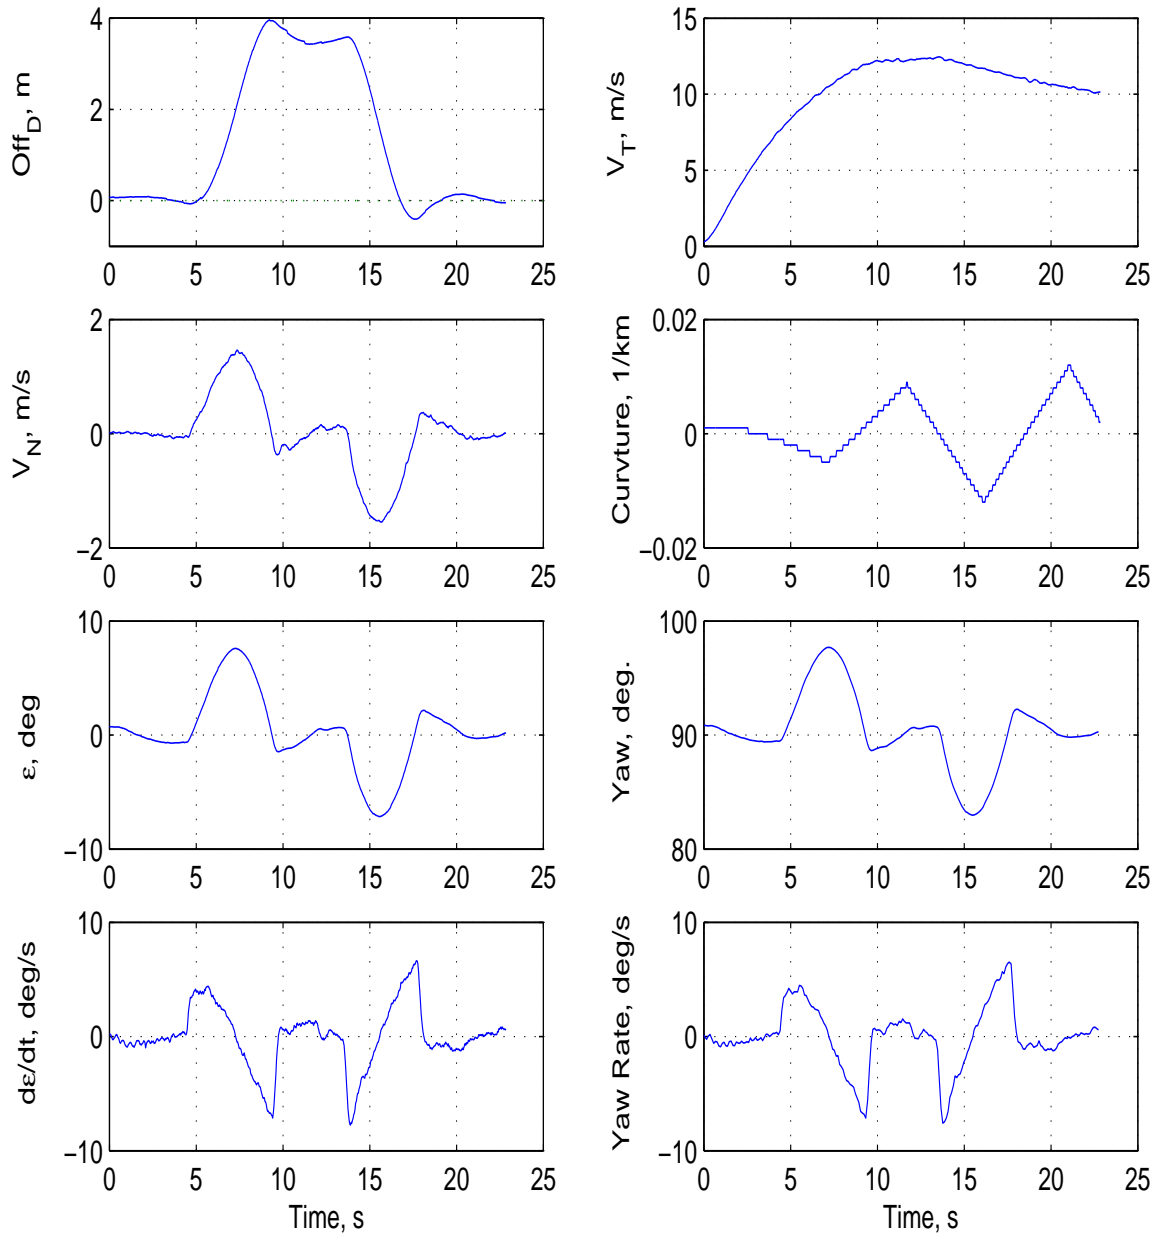 4
2
0
Off_D, m
0 5 10 15 20 25
15
10
5
0
V_T, m/s
0 5 10 15 20 25
2
0
−2
V_N, m/s
0 5 10 15 20 25
0.02
0
−0.02
Curvture, 1/km
0 5 10 15 20 25
10
0
−10
ε, deg
0 5 10 15 20 25
100
90
80
Yaw, deg.
0 5 10 15 20 25
10
0
−10
dε/dt, deg/s
0 5 10 15 20 25
Time, s
10
0
−10
Yaw Rate, deg/s
0 5 10 15 20 25
Time, s